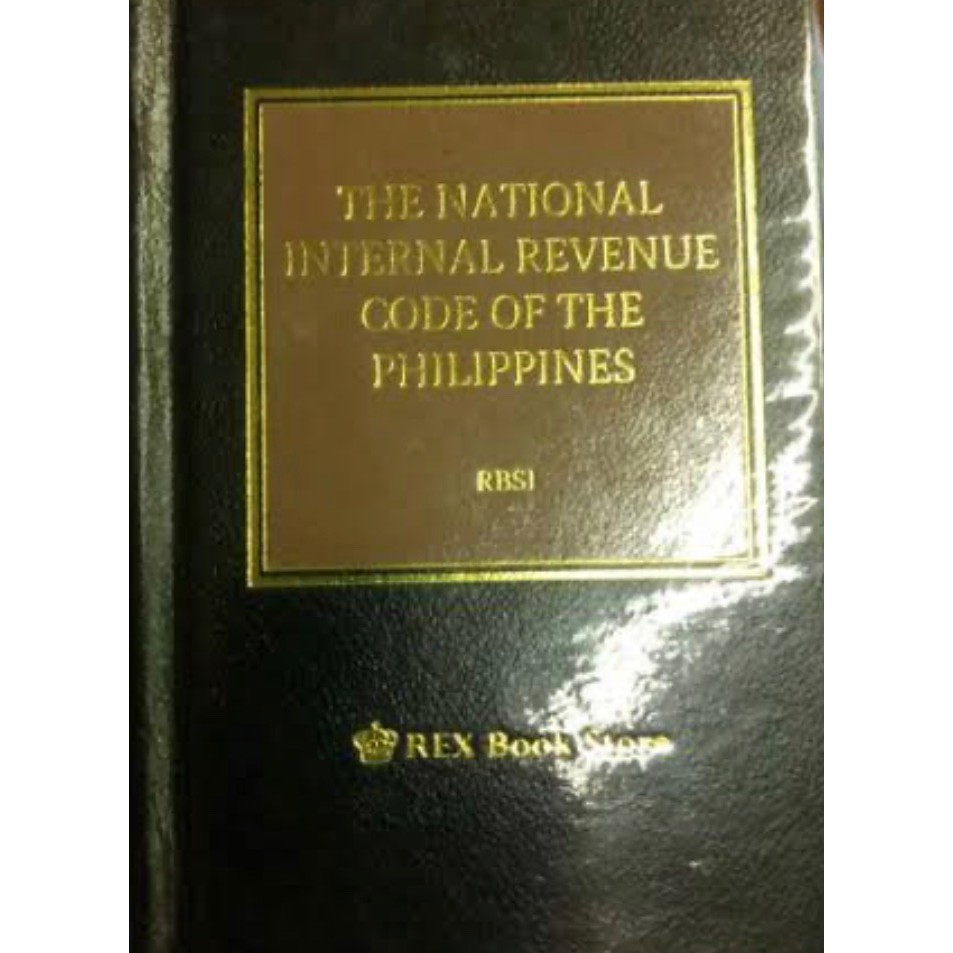 THE NATIONAL
INTERNAL REVENUE
CODE OF THE
PHILIPPINES
RBSI
REX Book Store